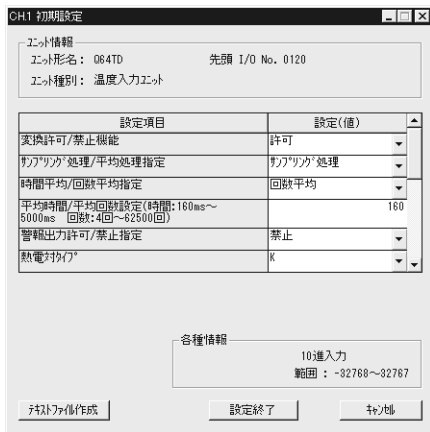 CH.1 初期設定
ﾕﾆｯﾄ情報
ﾕﾆｯﾄ形名： Q64TD 先頭 I/O No. 0120
ﾕﾆｯﾄ種別： 温度入力ﾕﾆｯﾄ
設定項目 設定(値)
変換許可/禁止機能 許可
ｻﾝﾌﾟﾘﾝｸﾞ処理/平均処理指定 ｻﾝﾌﾟﾘﾝｸﾞ処理
時間平均/回数平均指定 回数平均
平均時間/平均回数設定(時間:160ms～ 160
5000ms 回数:4回～62500回)
警報出力許可/禁止指定 禁止
熱電対ﾀｲﾌﾟ K
各種情報
10進入力
範囲 : -32768～32767
ﾃｷｽﾄﾌｧｲﾙ作成 設定終了 ｷｬﾝｾﾙ